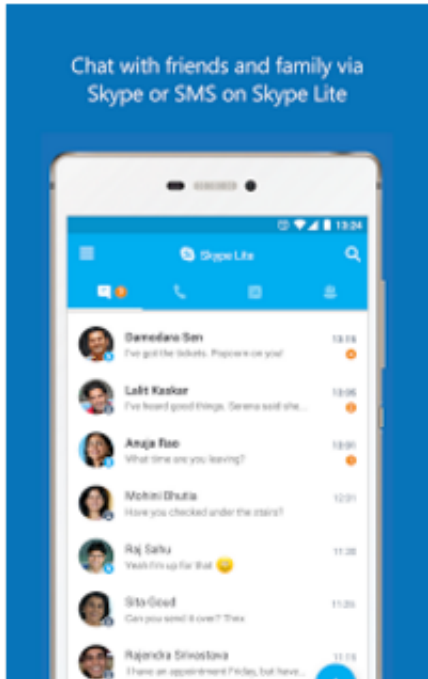 Chat with friends and family via
Skype or SMS on Skype Lite
13:24
Skype Lite
Damodara Sen
13:15
I've got the tickets. Popcorn on you!
Lalit Kaskar
13:05
I've heard good things. Serena said she...
Anuja Rao
13:01
What time are you leaving?
Mohini Bhutia
12:31
Have you checked under the stairs?
Raj Sahu
11:38
Yeah I'm up for that
Sita Goud
Can you send it over? Thnx
Rajendra Srivastava
11:15
I have an appointment Friday, but have...